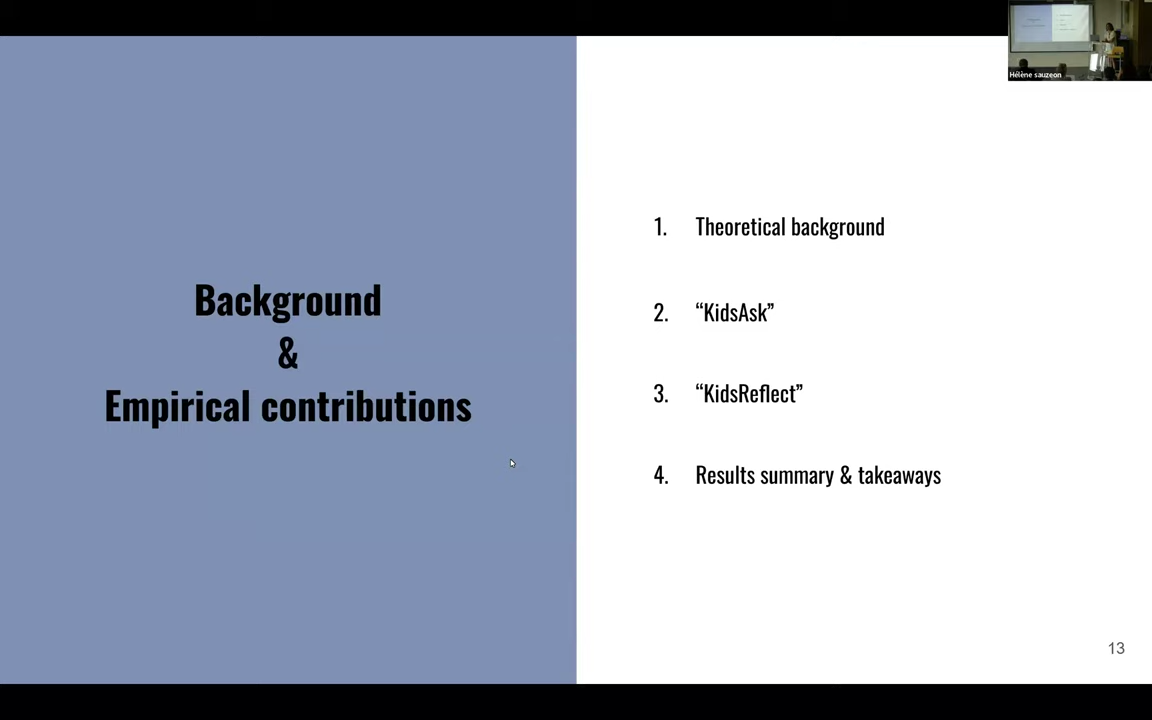 Hélène sauzeon
Background
&
Empirical contributions
1. Theoretical background
2. “KidsAsk”
3. “KidsReflect”
4. Results summary & takeaways
13